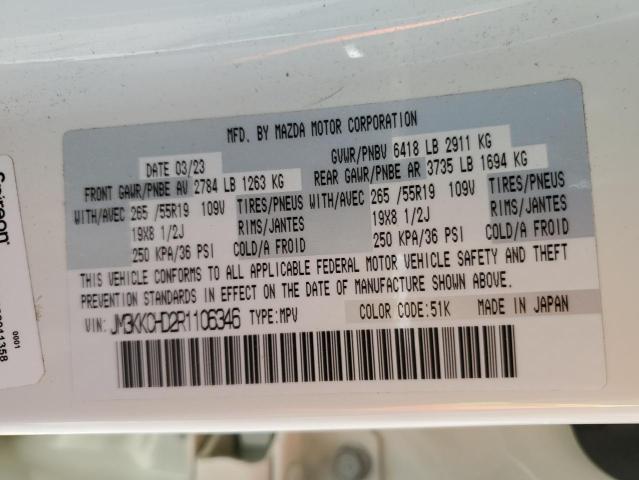 MFD. BY MAZDA MOTOR CORPORATION
DATE 03/23 GVWR/PNBV 6418 LB 2911 KG
FRONT GAWR/PNBE AV 2784 LB 1263 KG REAR GAWR/PNBE AR 3735 LB 1694 KG
WITH/AVEC 265 /55R19 109V TIRES/PNEUS WITH/AVEC 265 /55R19 109V TIRES/PNEUS
19X8 1/2J RIMS/JANTES 19X8 1/2J RIMS/JANTES
250 KPA/36 PSI COLD/A FROID 250 KPA/36 PSI COLD/A FROID
THIS VEHICLE CONFORMS TO ALL APPLICABLE FEDERAL MOTOR VEHICLE SAFETY AND THEFT
PREVENTION STANDARDS IN EFFECT ON THE DATE OF MANUFACTURE SHOWN ABOVE.
VIN: JM3KKCHD2R1106346 TYPE:MPV COLOR CODE:51K MADE IN JAPAN
0001